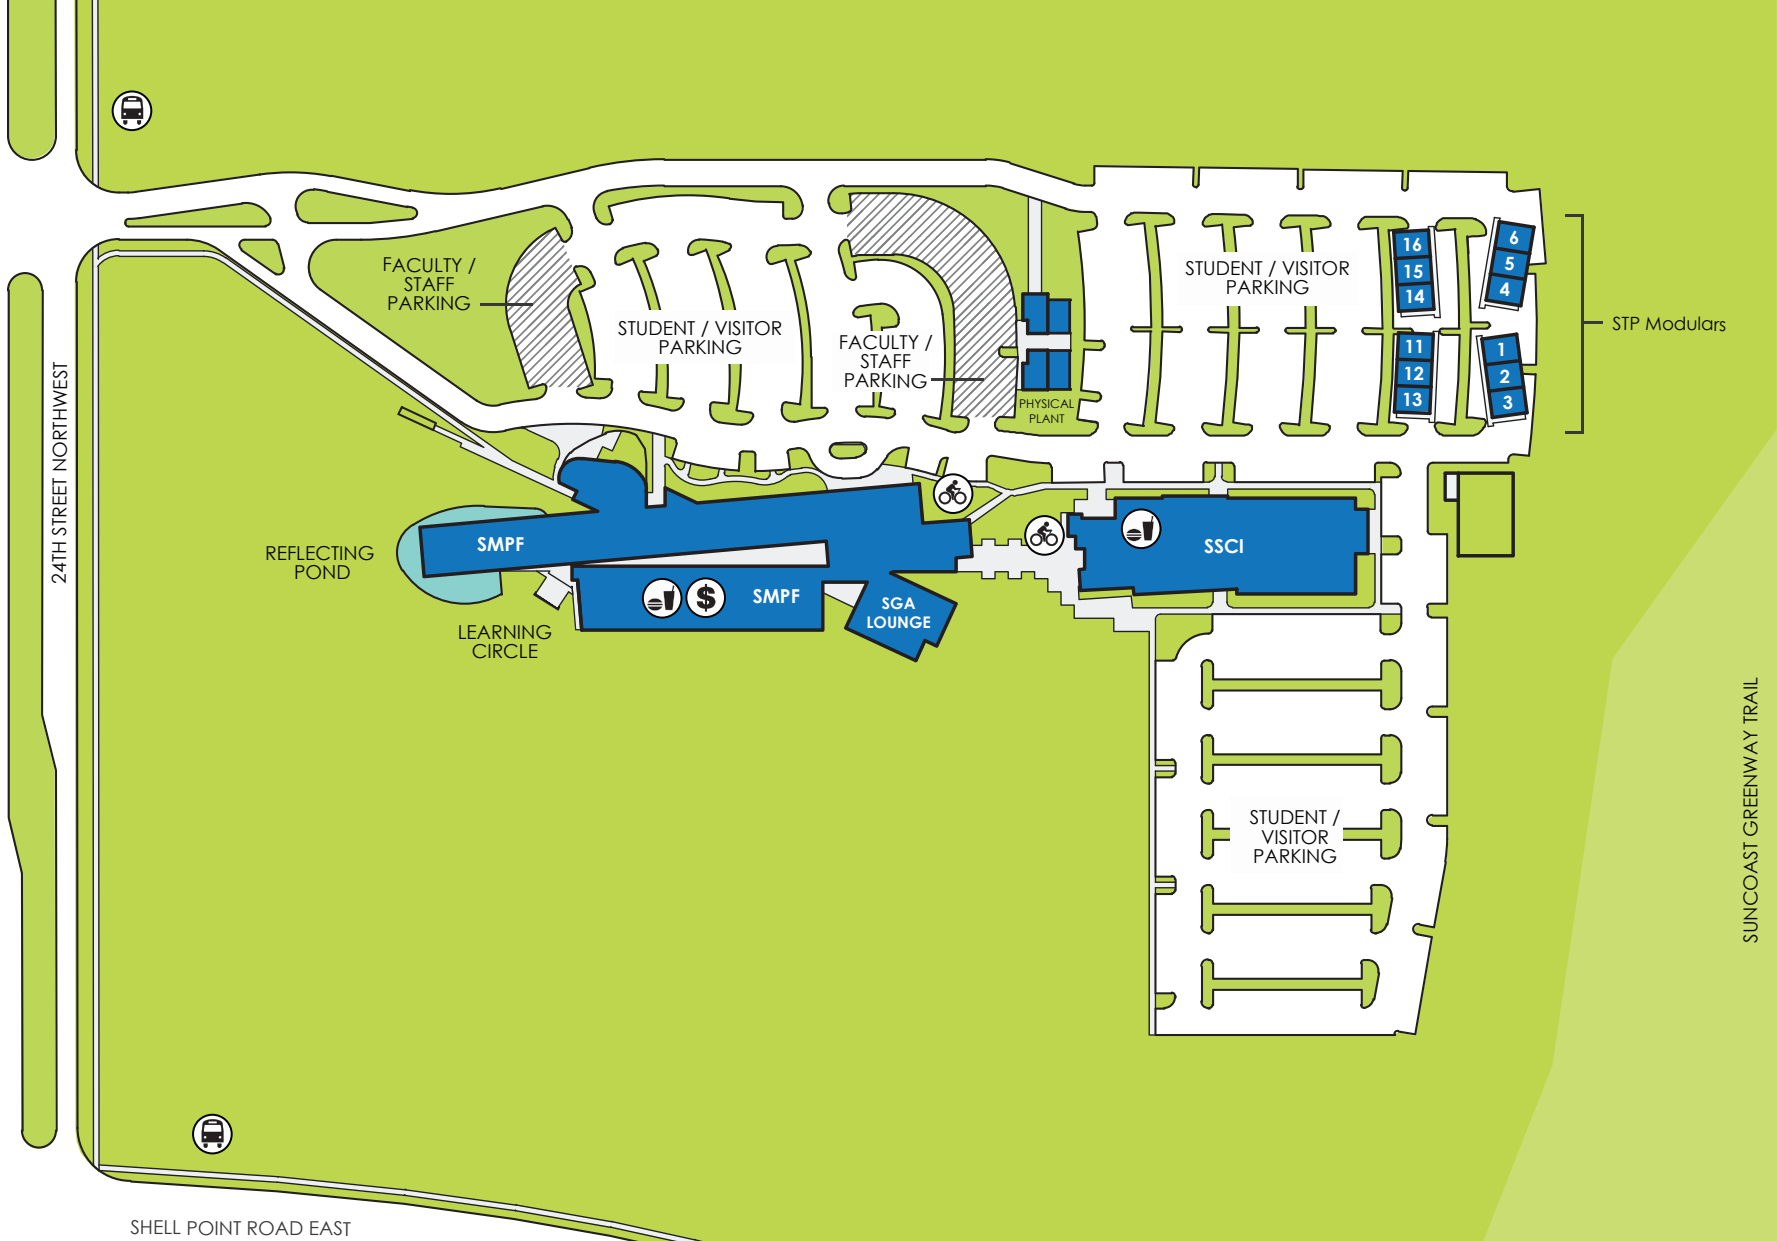 FACULTY /
STAFF
PARKING
STUDENT / VISITOR
PARKING
FACULTY /
STAFF
PARKING
STUDENT / VISITOR
PARKING
16
15
14
11
12
13
6
5
4
1
2
3
STP Modulars
PHYSICAL
PLANT
24TH STREET NORTHWEST
REFLECTING
POND
SMPF
SMPF
$
SGA
LOUNGE
SSCI
LEARNING
CIRCLE
STUDENT /
VISITOR
PARKING
SUNCOAST GREENWAY TRAIL
SHELL POINT ROAD EAST